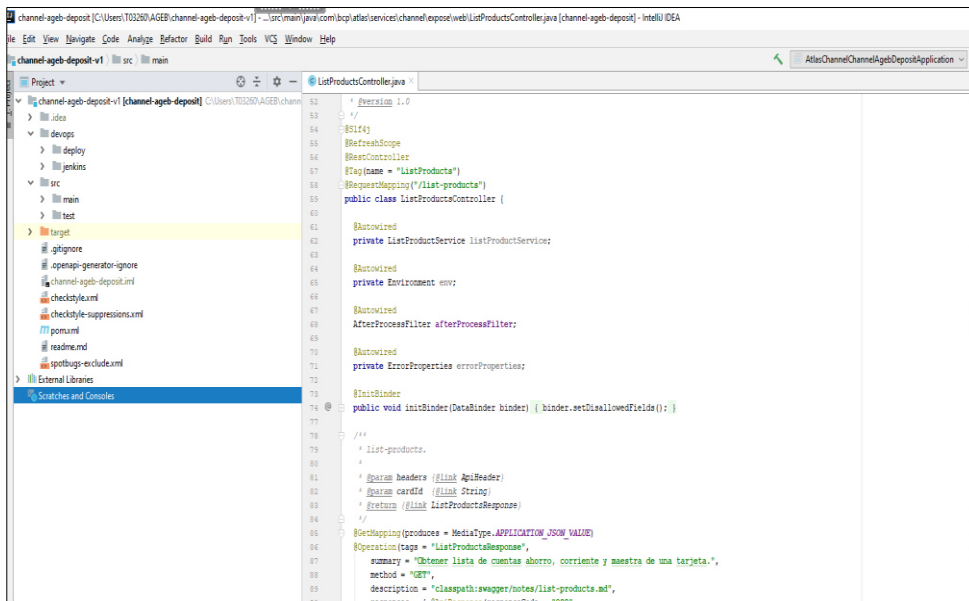 channel-ageb-deposit [C:\Users\T03260\AGEB\channel-ageb-deposit-v1] - ...\src\main\java\com\bcp\atlas\services\channel\expose\web\ListProductsController.java [channel-ageb-deposit] - IntelliJ IDEA
ile Edit View Navigate Code Analyze Refactor Build Run Tools VCS Window Help
channel-ageb-deposit-v1 src main
AtlasChannelChannelAgebDepositApplication
Project
ListProductsController.java
channel-ageb-deposit-v1 [channel-ageb-deposit] C:\Users\T03260\AGEB\chann
.idea
devops
deploy
jenkins
src
main
test
target
.gitignore
.openapi-generator-ignore
channel-ageb-deposit.iml
checkstyle.xml
checkstyle-suppressions.xml
pom.xml
readme.md
spotbugs-exclude.xml
External Libraries
Scratches and Consoles
52 * @version 1.0
53 */
54 @Slf4j
55 @RefreshScope
56 @RestController
57 @Tag(name = "ListProducts")
58 @RequestMapping("/list-products")
59 public class ListProductsController {
60
61 @Autowired
62 private ListProductService listProductService;
63
64 @Autowired
65 private Environment env;
66
67 @Autowired
68 AfterProcessFilter afterProcessFilter;
69
70 @Autowired
71 private ErrorProperties errorProperties;
72
73 @InitBinder
74 @ public void initBinder(DataBinder binder) { binder.setDisallowedFields(); }
77
78 /**
79 * list-products.
80 *
81 * @param headers {@link ApiHeader}
82 * @param cardId {@link String}
83 * @return {@link ListProductsResponse}
84 */
85 @GetMapping(produces = MediaType.APPLICATION_JSON_VALUE)
86 @Operation(tags = "ListProductsResponse",
87 summary = "Obtener lista de cuentas ahorro, corriente y maestra de una tarjeta.",
88 method = "GET",
89 description = "classpath:swagger/notes/list-products.md",